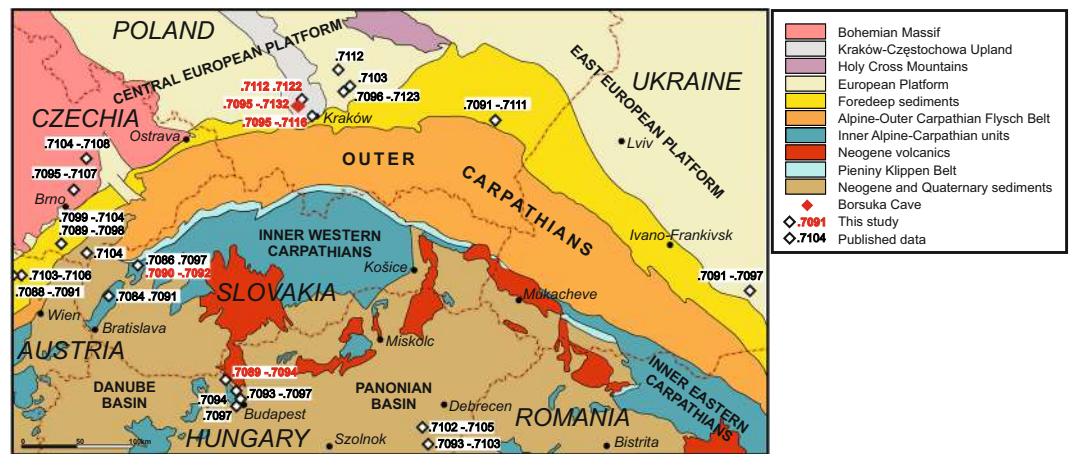 POLAND
CENTRAL EUROPEAN PLATFORM
EAST EUROPEAN PLATFORM
UKRAINE
.7112
.7103
.7096 -.7123
.7112 .7122
.7095 -.7132
.7095 -.7116
Kraków
.7091 -.7111
CZECHIA
Ostrava
Lviv
.7104 -.7108
.7095 -.7107
Brno
OUTER
CARPATHIANS
.7099 -.7104
.7089 -.7098
.7104
INNER WESTERN
CARPATHIANS
Ivano-Frankivsk
.7086 .7097
.7090 -.7092
Košice
.7103-.7106
.7088 -.7091
.7084 .7091
SLOVAKIA
Mukacheve
.7091 -.7097
Wien
Bratislava
Miskolc
AUSTRIA
DANUBE
BASIN
.7089 -.7094
.7093 -.7097
.7094
.7097
Budapest
PANONIAN
BASIN
Debrecen
ROMANIA
INNER EASTERN
CARPATHIANS
HUNGARY
Szolnok
.7102 -.7105
.7093 -.7103
Bistrita
0 50 100km
Bohemian Massif
Kraków-Częstochowa Upland
Holy Cross Mountains
European Platform
Foredeep sediments
Alpine-Outer Carpathian Flysch Belt
Inner Alpine-Carpathian units
Neogene volcanics
Pieniny Klippen Belt
Neogene and Quaternary sediments
Borsuka Cave
.7091 This study
.7104 Published data